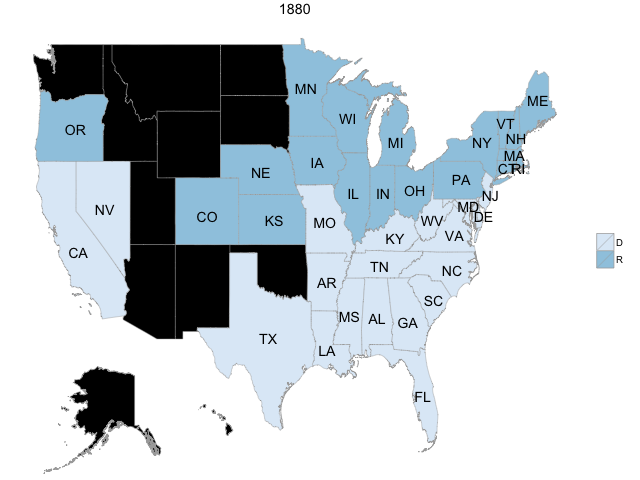 1880
ME
MN
VT
OR
WI
NH
NY
MI
MA
IA
CT
RI
NE
PA
IL
IN
OH
NJ
NV
MD
CO
KS
DE
MO
WV
VA
KY
D
CA
R
TN
NC
AR
SC
MS
AL
GA
TX
LA
FL